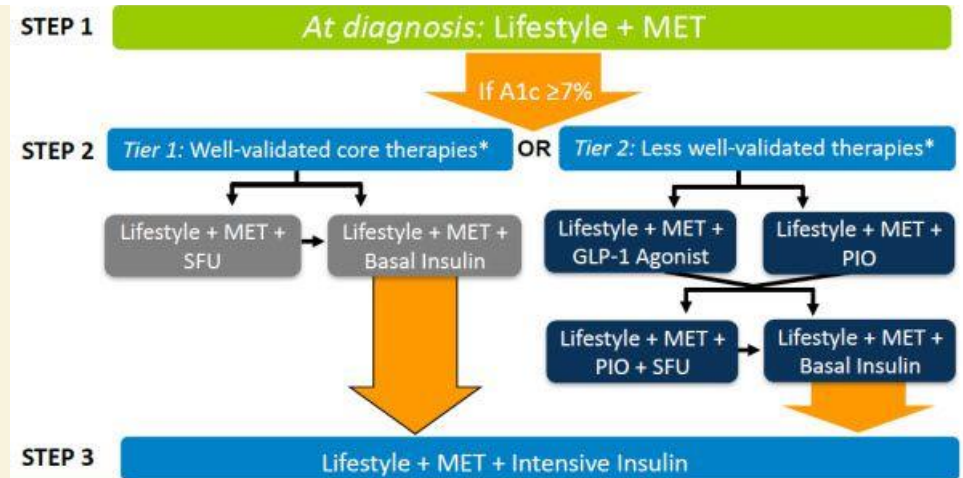 STEP 1
At diagnosis: Lifestyle + MET
If A1c ≥7%
STEP 2
Tier 1: Well-validated core therapies*
OR
Tier 2: Less well-validated therapies*
Lifestyle + MET +
SFU
Lifestyle + MET +
Basal Insulin
Lifestyle + MET +
GLP-1 Agonist
Lifestyle + MET +
PIO
Lifestyle + MET +
PIO + SFU
Lifestyle + MET +
Basal Insulin
STEP 3
Lifestyle + MET + Intensive Insulin